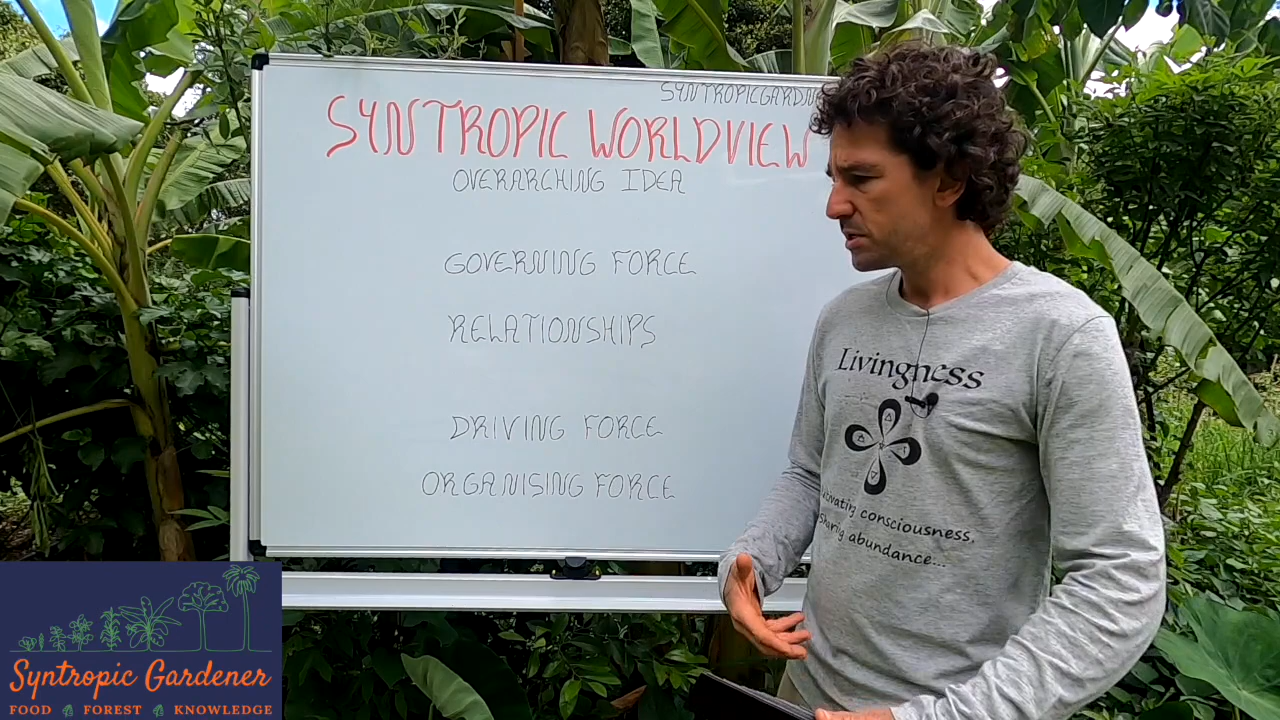 SYNTROPICGARDN
SYNTROPIC WORLDVIEW
OVERARCHING IDEA
GOVERNING FORCE
RELATIONSHIPS
DRIVING FORCE
ORGANISING FORCE
Livingness
consciousness,
abundance...
Syntropic Gardener
FOOD FOREST KNOWLEDGE